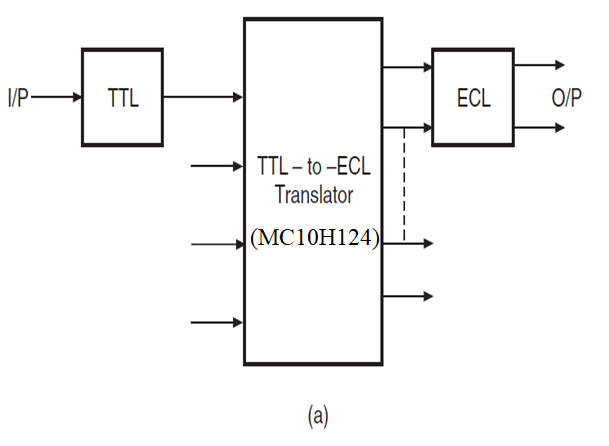 I/P
TTL
TTL – to –ECL
Translator
(MC10H124)
ECL
O/P
(a)